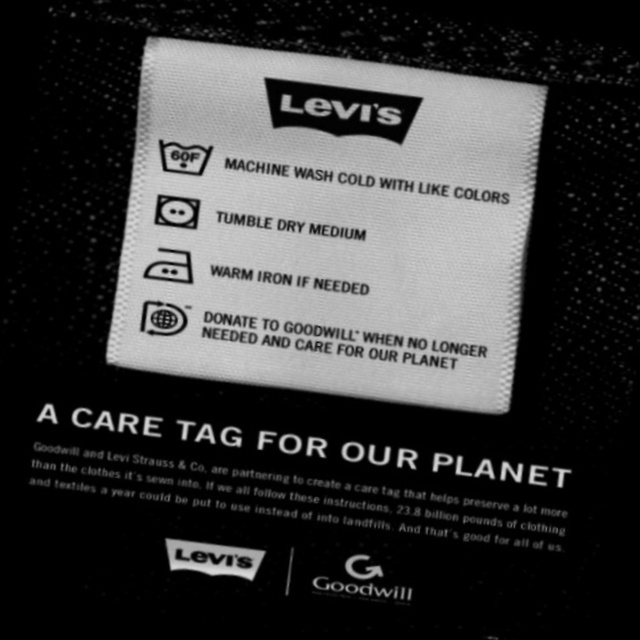 LEVI'S
60F
MACHINE WASH COLD WITH LIKE COLORS
TUMBLE DRY MEDIUM
WARM IRON IF NEEDED
DONATE TO GOODWILL® WHEN NO LONGER
NEEDED AND CARE FOR OUR PLANET
A CARE TAG FOR OUR PLANET
Goodwill and Levi Strauss & Co. are partnering to create a care tag that helps preserve a lot more
than the clothes it's sewn into. If we all follow these instructions, 23.8 billion pounds of clothing
and textiles a year could be put to use instead of into landfills. And that's good for all of us.
LEVI'S
Goodwill